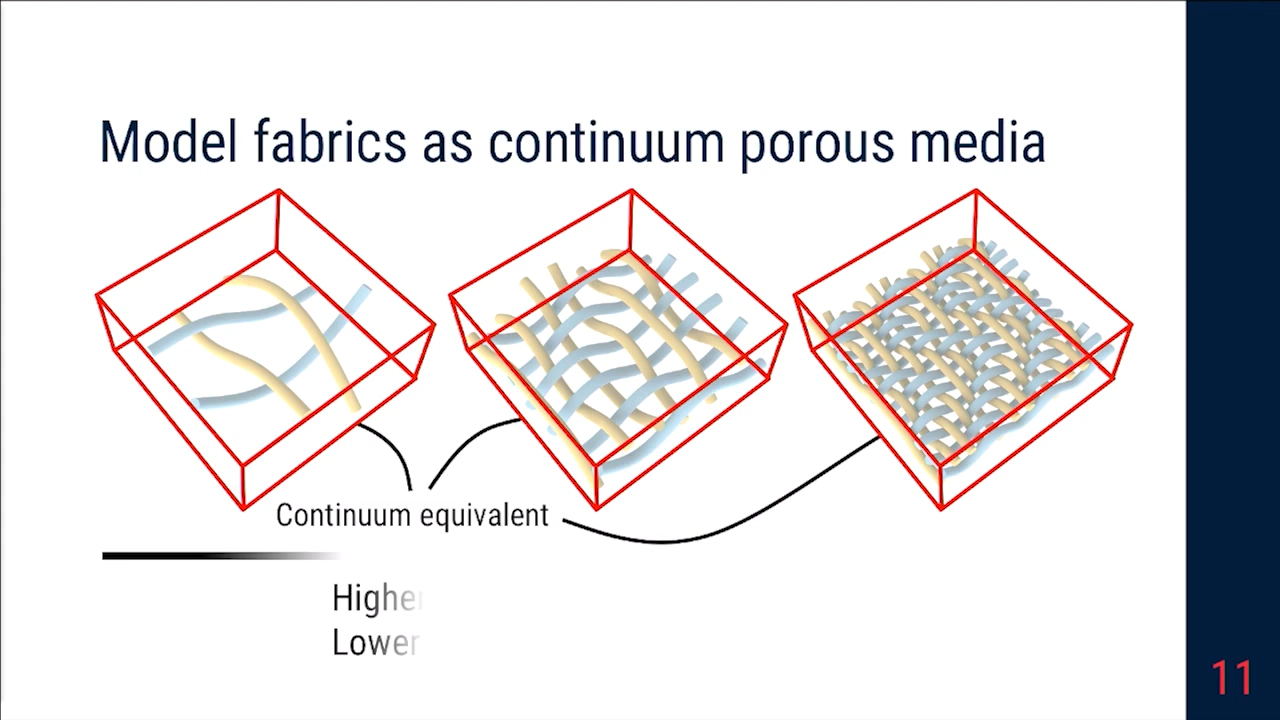 Model fabrics as continuum porous media
Continuum equivalent
Higher
Lower
11